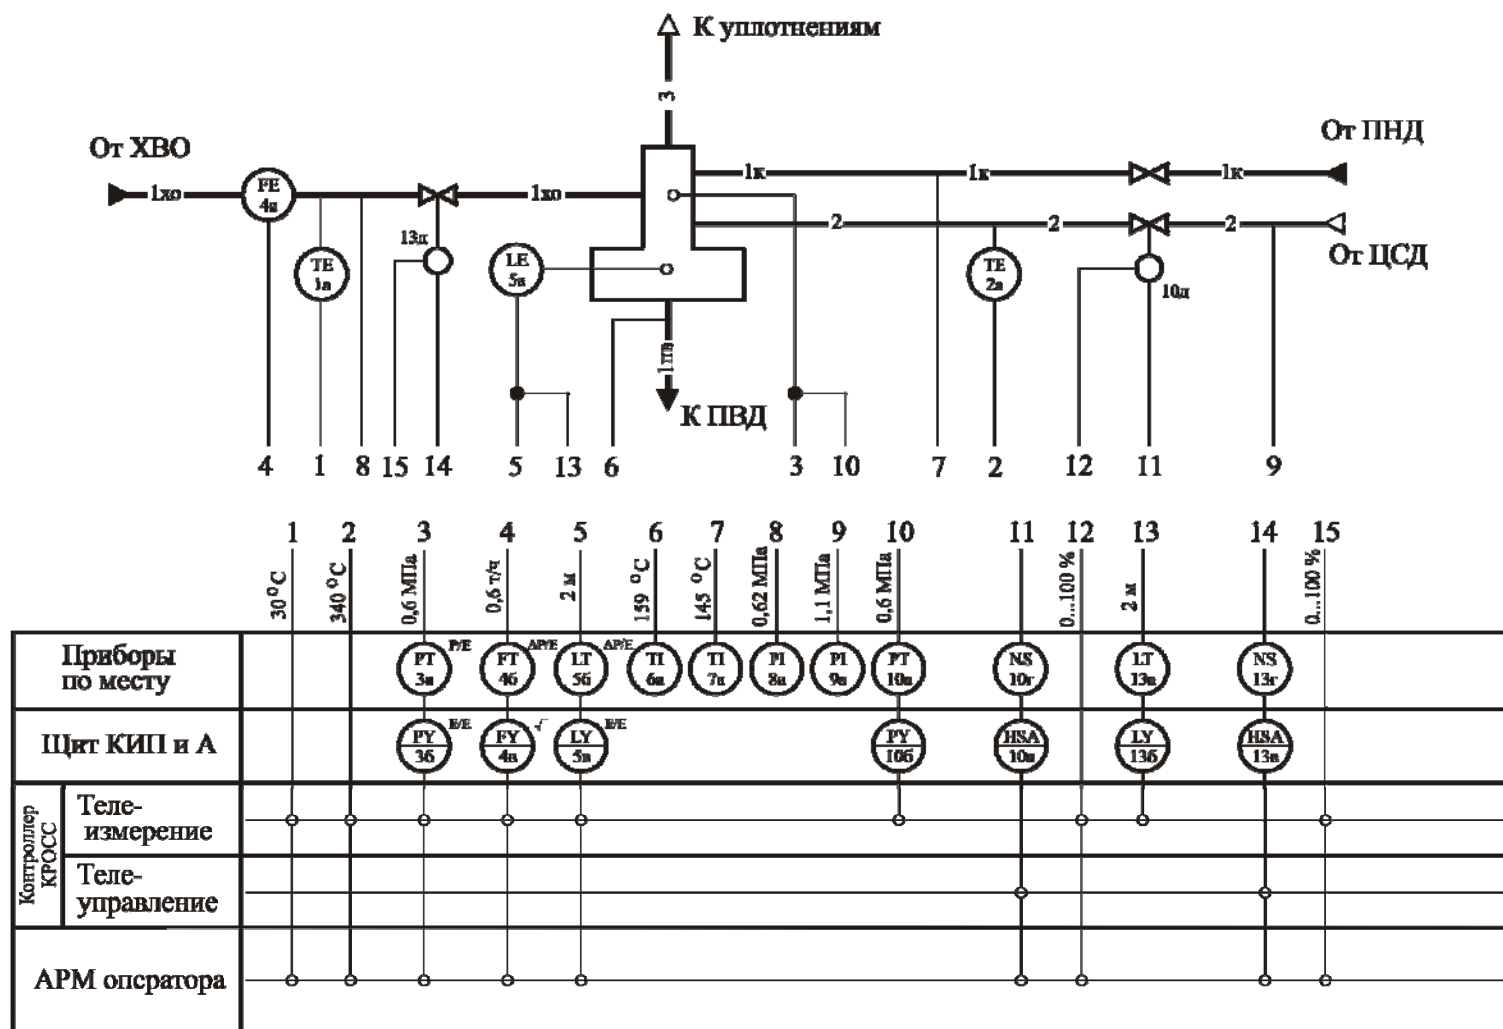 К уплотнениям
3
От ХВО
От ПНД
1хо
FE
4а
1хо
1к
1к
1к
2
2
2
От ЦСД
13д
TE
1а
LE
5а
TE
2а
10д
1пв
К ПВД
4 1 8 15 14 5 13 6 3 10 7 2 12 11 9
1 2 3 4 5 6 7 8 9 10 11 12 13 14 15
30 °C
340 °C
0,6 МПа
0,6 т/ч
2 м
159 °C
145 °C
0,62 МПа
1,1 МПа
0,6 МПа
0...100 %
2 м
0...100 %
Приборы
по месту
PT
3а
P/E
FT
4б
ΔP/E
LT
5б
ΔP/E
TI
6а
TI
7а
PI
8а
PI
9а
PT
10а
NS
10г
LT
13а
NS
13г
Щит КИП и А
PY
3б
E/E
FY
4в
√
LY
5в
E/E
PY
10б
HSA
10в
LY
13б
HSA
13в
Контроллер
КРОСС
Теле-
измерение
Теле-
управление
АРМ опсратора